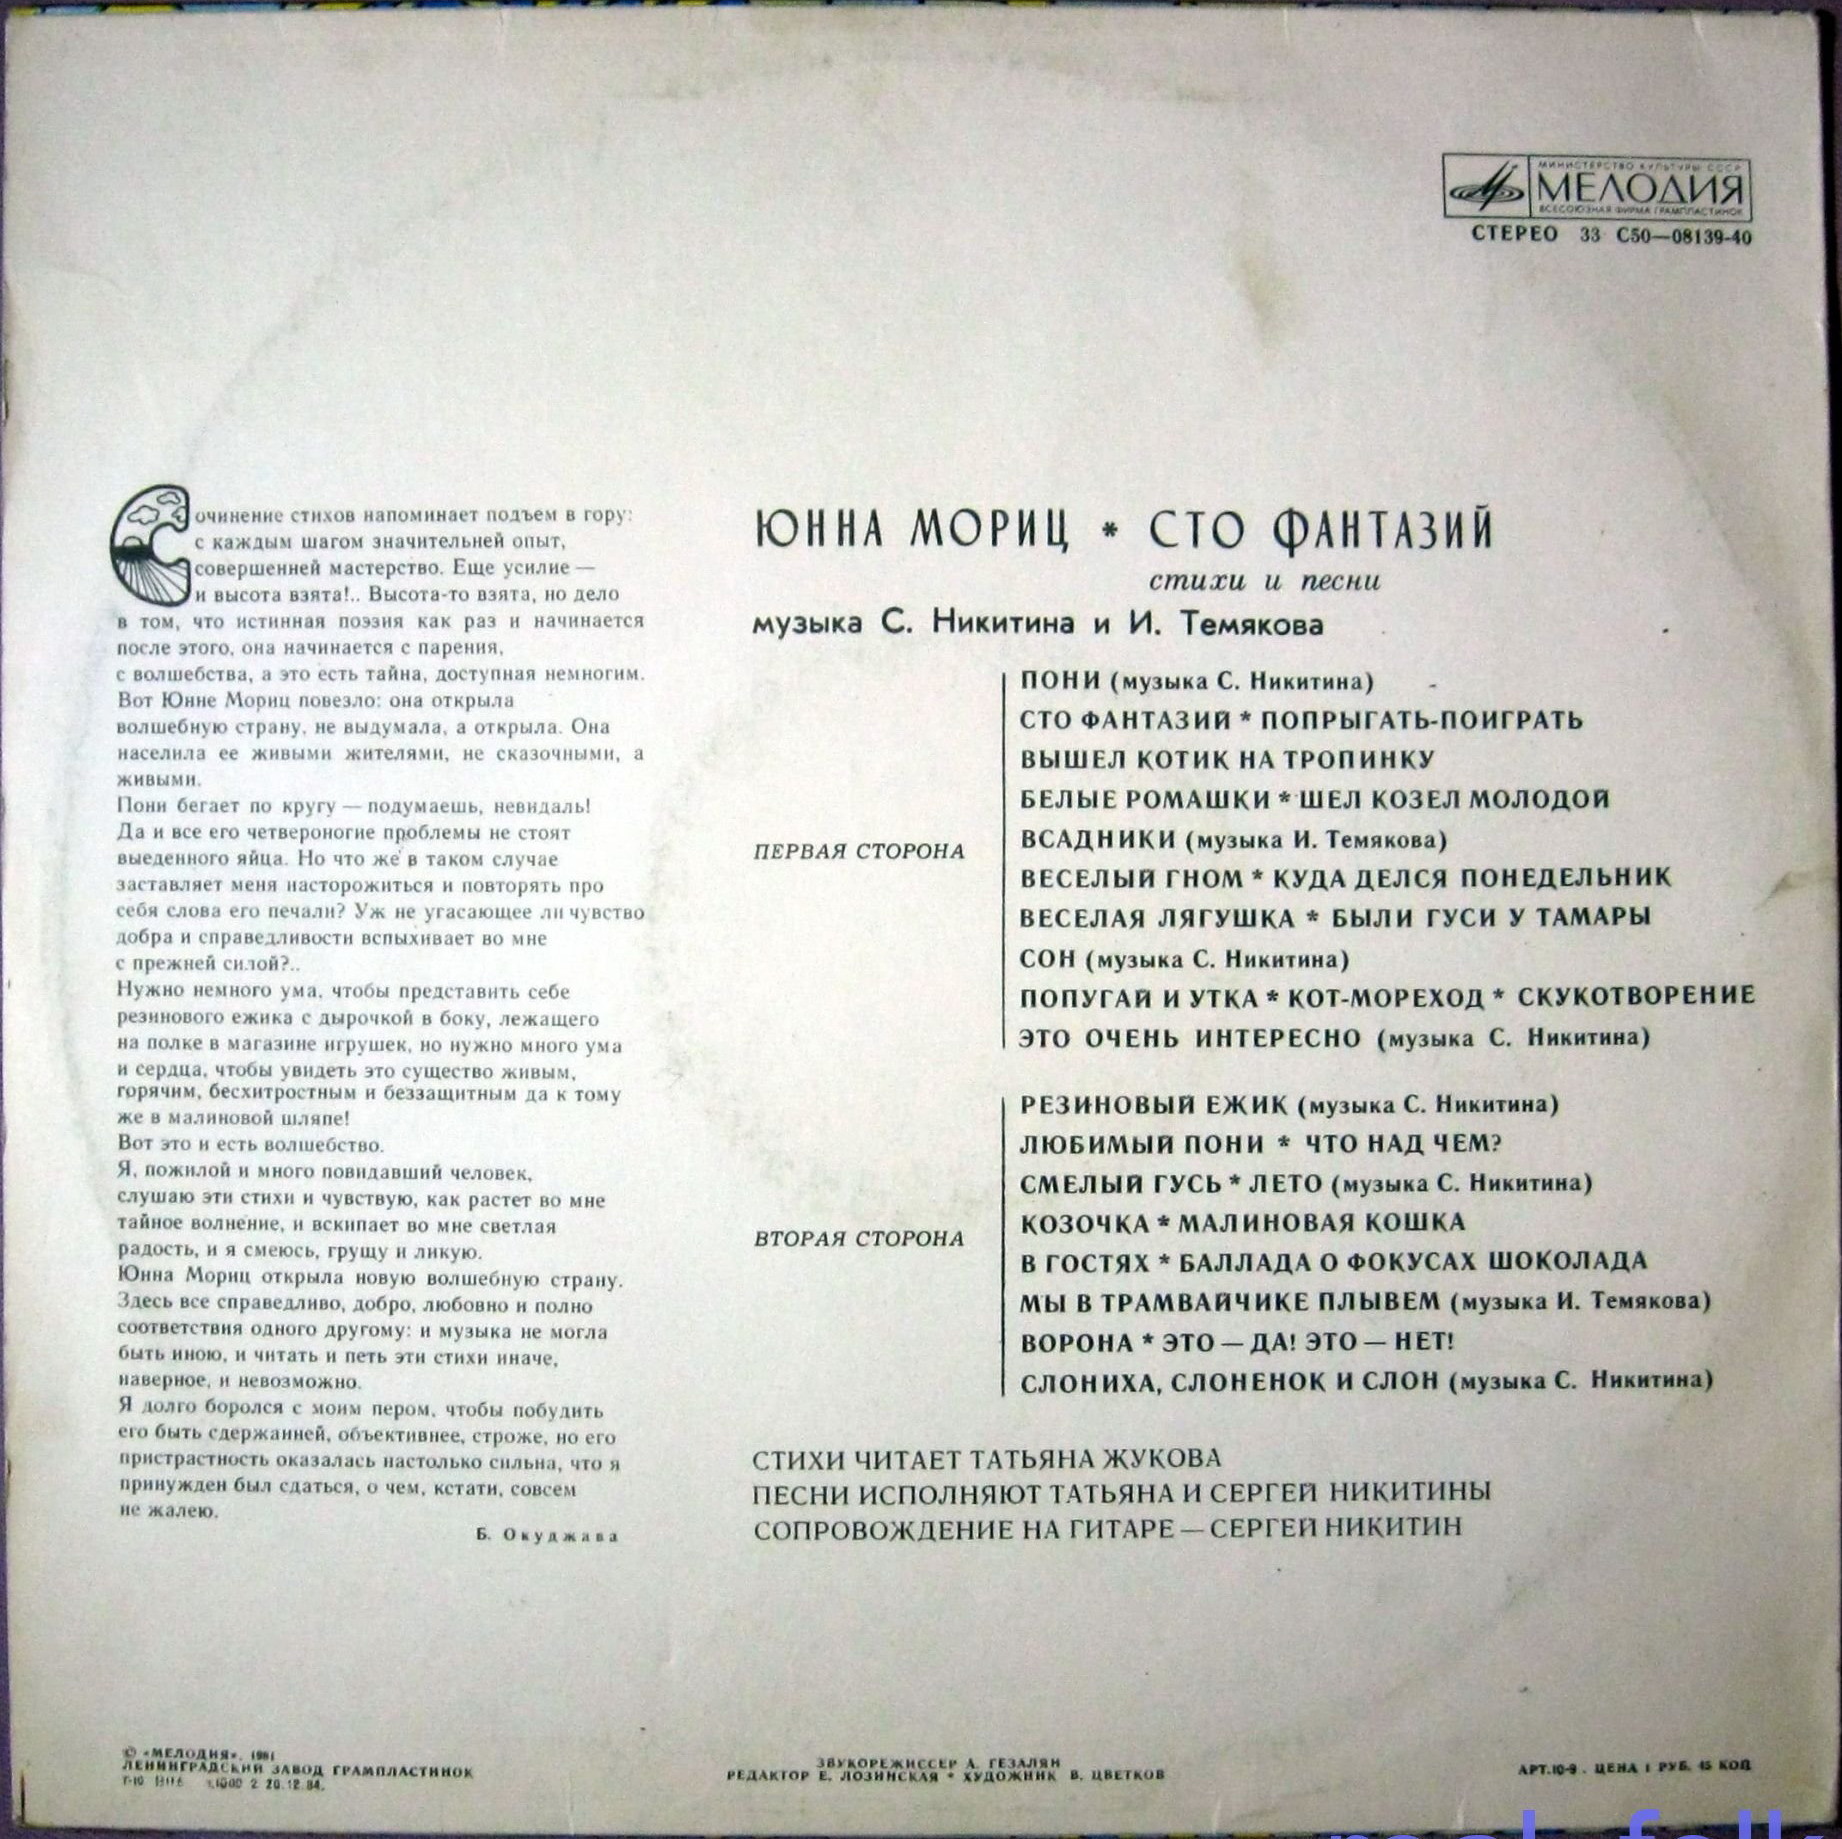 МИНИСТЕРСТВО КУЛЬТУРЫ СССР
МЕЛОДИЯ
ВСЕСОЮЗНАЯ ФИРМА ГРАМПЛАСТИНОК
СТЕРЕО 33 С50—08139-40
Сочинение стихов напоминает подъем в гору:
с каждым шагом значительней опыт,
совершенней мастерство. Еще усилие —
и высота взята!.. Высота-то взята, но дело
в том, что истинная поэзия как раз и начинается
после этого, она начинается с парения,
с волшебства, а это есть тайна, доступная немногим.
Вот Юнне Мориц повезло: она открыла
волшебную страну, не выдумала, а открыла. Она
населила ее живыми жителями, не сказочными, а
живыми.
Пони бегает по кругу — подумаешь, невидаль!
Да и все его четвероногие проблемы не стоят
выеденного яйца. Но что же в таком случае
заставляет меня насторожиться и повторять про
себя слова его печали? Уж не угасающее ли чувство
добра и справедливости вспыхивает во мне
с прежней силой?..
Нужно немного ума, чтобы представить себе
резинового ежика с дырочкой в боку, лежащего
на полке в магазине игрушек, но нужно много ума
и сердца, чтобы увидеть это существо живым,
горячим, бесхитростным и беззащитным да к тому
же в малиновой шляпе!
Вот это и есть волшебство.
Я, пожилой и много повидавший человек,
слушаю эти стихи и чувствую, как растет во мне
тайное волнение, и вскипает во мне светлая
радость, и я смеюсь, грущу и ликую.
Юнна Мориц открыла новую волшебную страну.
Здесь все справедливо, добро, любовно и полно
соответствия одного другому: и музыка не могла
быть иною, и читать и петь эти стихи иначе,
наверное, и невозможно.
Я долго боролся с моим пером, чтобы побудить
его быть сдержанней, объективнее, строже, но его
пристрастность оказалась настолько сильна, что я
принужден был сдаться, о чем, кстати, совсем
не жалею.
Б. Окуджава
ЮННА МОРИЦ * СТО ФАНТАЗИЙ
стихи и песни
музыка С. Никитина и И. Темякова
ПЕРВАЯ СТОРОНА
ПОНИ (музыка С. Никитина)
СТО ФАНТАЗИЙ * ПОПРЫГАТЬ-ПОИГРАТЬ
ВЫШЕЛ КОТИК НА ТРОПИНКУ
БЕЛЫЕ РОМАШКИ * ШЕЛ КОЗЕЛ МОЛОДОЙ
ВСАДНИКИ (музыка И. Темякова)
ВЕСЕЛЫЙ ГНОМ * КУДА ДЕЛСЯ ПОНЕДЕЛЬНИК
ВЕСЕЛАЯ ЛЯГУШКА * БЫЛИ ГУСИ У ТАМАРЫ
СОН (музыка С. Никитина)
ПОПУГАЙ И УТКА * КОТ-МОРЕХОД * СКУКОТВОРЕНИЕ
ЭТО ОЧЕНЬ ИНТЕРЕСНО (музыка С. Никитина)
ВТОРАЯ СТОРОНА
РЕЗИНОВЫЙ ЕЖИК (музыка С. Никитина)
ЛЮБИМЫЙ ПОНИ * ЧТО НАД ЧЕМ?
СМЕЛЫЙ ГУСЬ * ЛЕТО (музыка С. Никитина)
КОЗОЧКА * МАЛИНОВАЯ КОШКА
В ГОСТЯХ * БАЛЛАДА О ФОКУСАХ ШОКОЛАДА
МЫ В ТРАМВАЙЧИКЕ ПЛЫВЕМ (музыка И. Темякова)
ВОРОНА * ЭТО — ДА! ЭТО — НЕТ!
СЛОНИХА, СЛОНЕНОК И СЛОН (музыка С. Никитина)
СТИХИ ЧИТАЕТ ТАТЬЯНА ЖУКОВА
ПЕСНИ ИСПОЛНЯЮТ ТАТЬЯНА И СЕРГЕЙ НИКИТИНЫ
СОПРОВОЖДЕНИЕ НА ГИТАРЕ — СЕРГЕЙ НИКИТИН
© «МЕЛОДИЯ», 1981
ЛЕНИНГРАДСКИЙ ЗАВОД ГРАМПЛАСТИНОК
20.12.84.
ЗВУКОРЕЖИССЕР А. ГЕЗАЛЯН
РЕДАКТОР Е. ЛОЗИНСКАЯ * ХУДОЖНИК В. ЦВЕТКОВ
АРТ.10-9. ЦЕНА 1 РУБ. 45 КОП